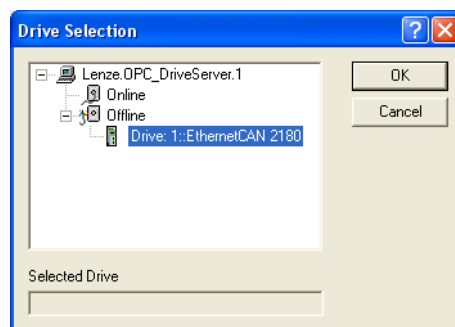 Drive Selection
Lenze.OPC_DriveServer.1
OK
Online
Cancel
Offline
Drive: 1::EthernetCAN 2180
Selected Drive